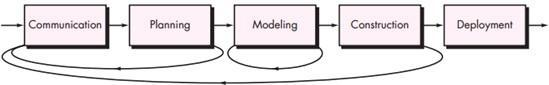 Communication
Planning
Modeling
Construction
Deployment